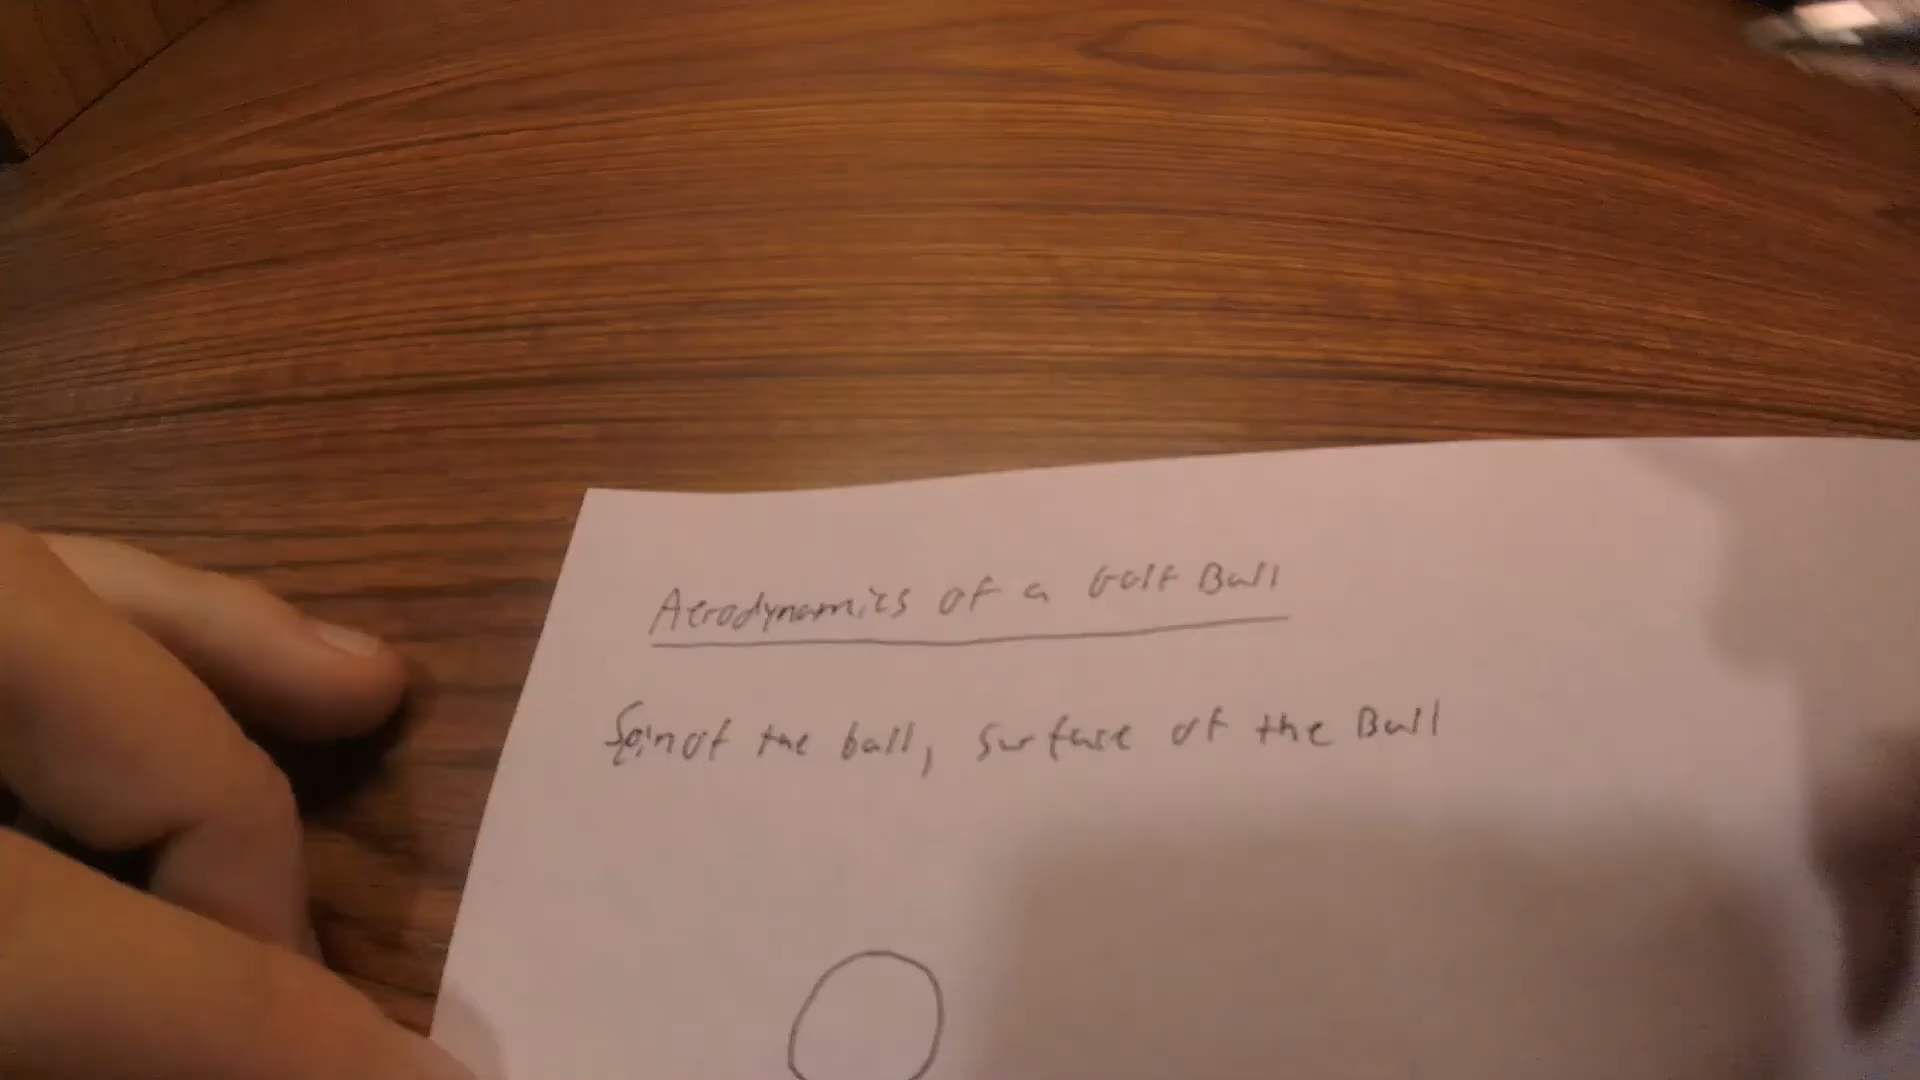 Aerodynamics of a Golf Ball
Spin of the ball, surface of the Ball